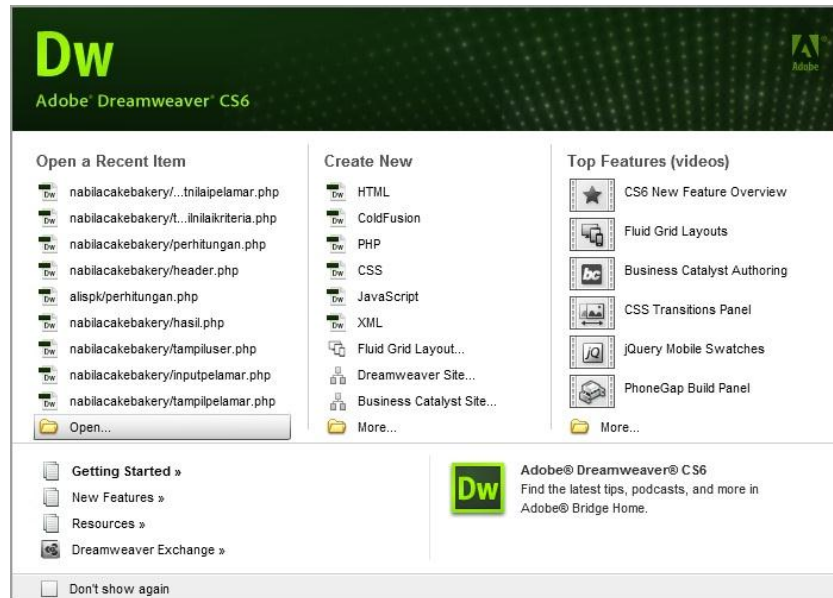 Dw
Adobe® Dreamweaver® CS6
Adobe
Open a Recent Item
nabilacakebakery/...tnilaipelamar.php
nabilacakebakery/t...ilnilaikriteria.php
nabilacakebakery/perhitungan.php
nabilacakebakery/header.php
alispk/perhitungan.php
nabilacakebakery/hasil.php
nabilacakebakery/tampiluser.php
nabilacakebakery/inputpelamar.php
nabilacakebakery/tampilpelamar.php
Open...
Create New
HTML
ColdFusion
PHP
CSS
JavaScript
XML
Fluid Grid Layout...
Dreamweaver Site...
Business Catalyst Site...
More...
Top Features (videos)
CS6 New Feature Overview
Fluid Grid Layouts
bc
Business Catalyst Authoring
CSS Transitions Panel
jQ
jQuery Mobile Swatches
PhoneGap Build Panel
More...
Getting Started »
New Features »
Resources »
Dreamweaver Exchange »
Dw
Adobe® Dreamweaver® CS6
Find the latest tips, podcasts, and more in
Adobe® Bridge Home.
Don't show again